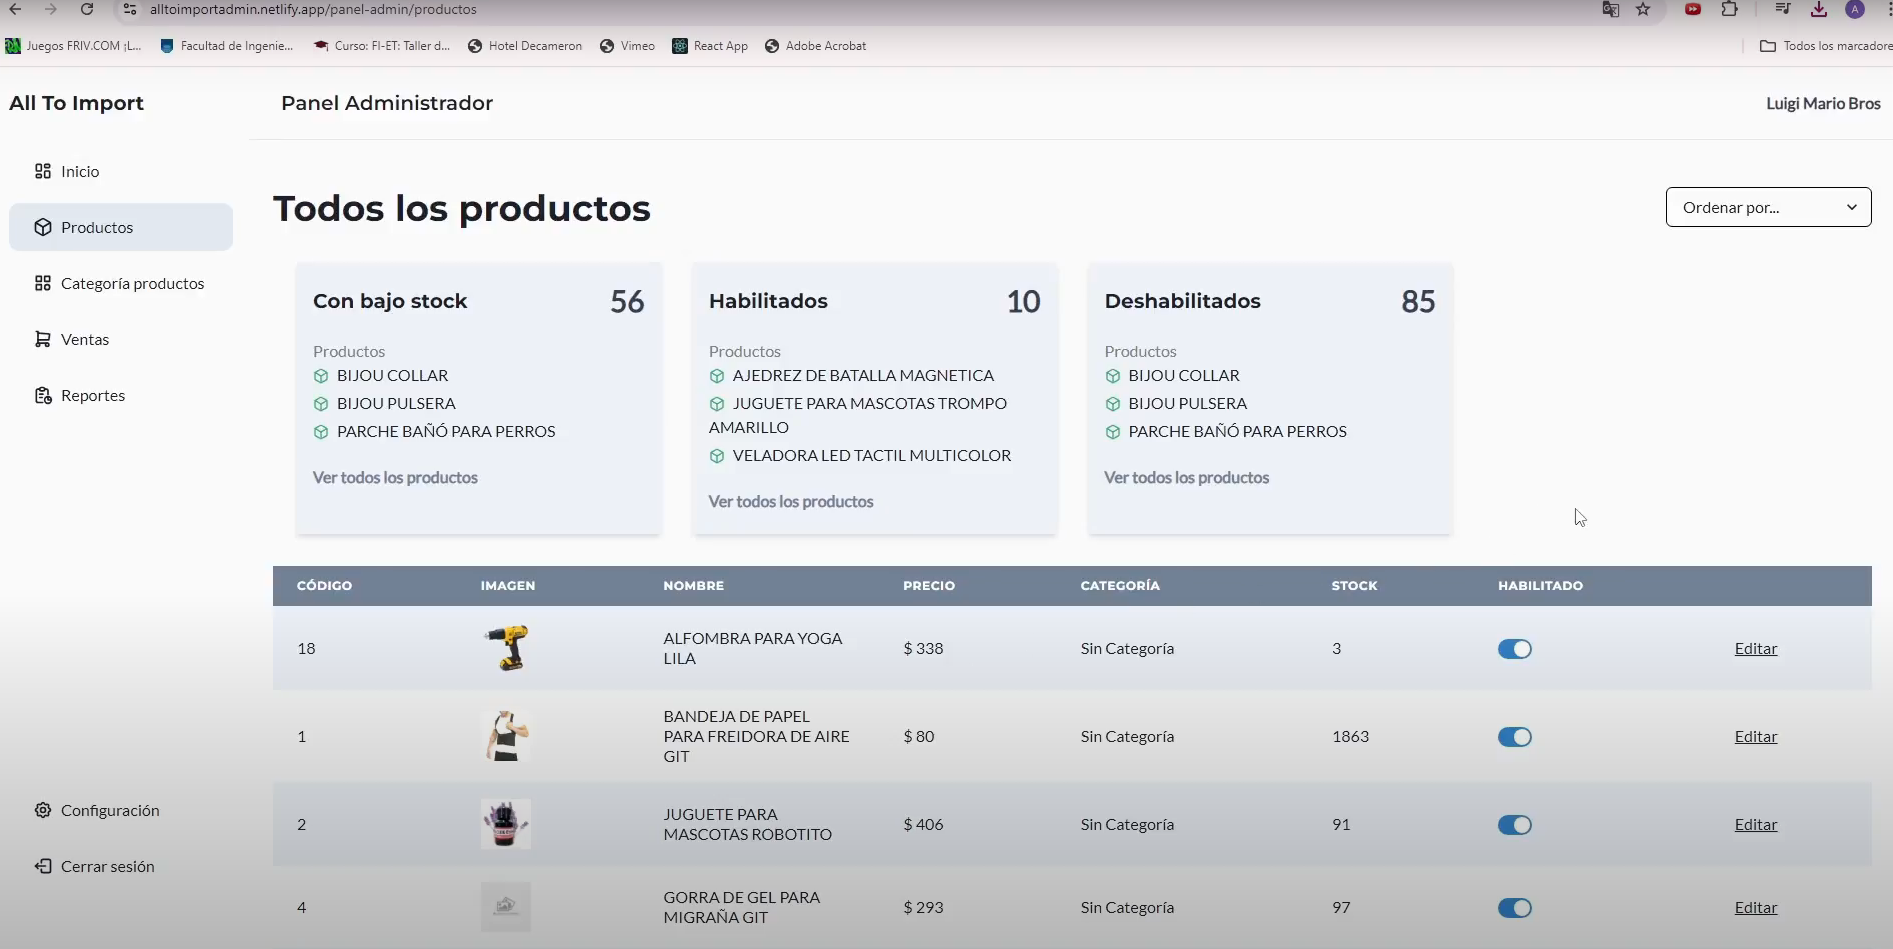 alltoimportadmin.netlify.app/panel-admin/productos
A
Juegos FRIV.COM ¡L... Facultad de Ingenie... Curso: FI-ET: Taller d... Hotel Decameron Vimeo React App Adobe Acrobat Todos los marcadore
All To Import
Panel Administrador
Luigi Mario Bros
Inicio
Productos
Categoría productos
Ventas
Reportes
Configuración
Cerrar sesión
Todos los productos
Ordenar por...
Con bajo stock 56
Productos
BIJOU COLLAR
BIJOU PULSERA
PARCHE BAÑÓ PARA PERROS
Ver todos los productos
Habilitados 10
Productos
AJEDREZ DE BATALLA MAGNETICA
JUGUETE PARA MASCOTAS TROMPO
AMARILLO
VELADORA LED TACTIL MULTICOLOR
Ver todos los productos
Deshabilitados 85
Productos
BIJOU COLLAR
BIJOU PULSERA
PARCHE BAÑÓ PARA PERROS
Ver todos los productos
CÓDIGO IMAGEN NOMBRE PRECIO CATEGORÍA STOCK HABILITADO
18 ALFOMBRA PARA YOGA $ 338 Sin Categoría 3 Editar
LILA
BANDEJA DE PAPEL
1 PARA FREIDORA DE AIRE $ 80 Sin Categoría 1863 Editar
GIT
2 JUGUETE PARA $ 406 Sin Categoría 91 Editar
MASCOTAS ROBOTITO
4 GORRA DE GEL PARA $ 293 Sin Categoría 97 Editar
MIGRAÑA GIT